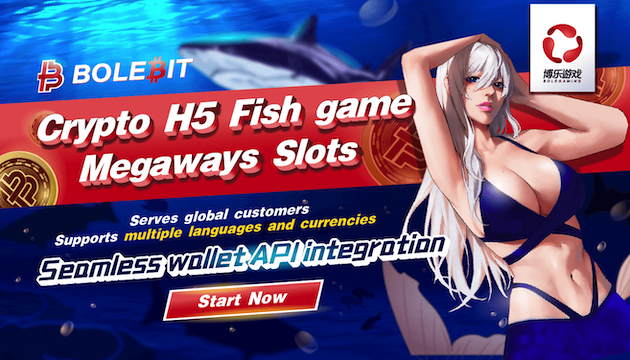 BOLEBIT
博乐游戏
BOLEGAMING
Crypto H5 Fish game
Megaways Slots
Serves global customers
Supports multiple languages and currencies
Seamless wallet API integration
Start Now